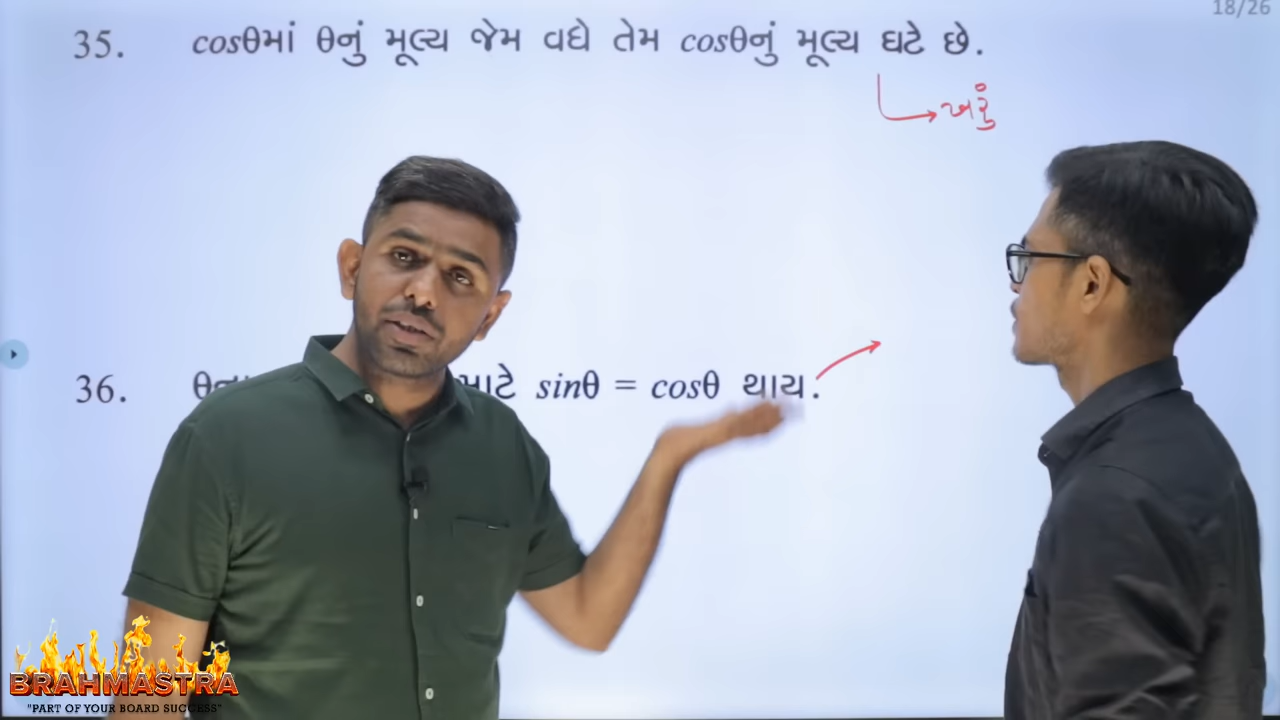 18/26
35. cosθમાં θનું મૂલ્ય જેમ વધે તેમ cosθનું મૂલ્ય ઘટે છે.
ખરું
36. માટે sinθ = cosθ થાય.
BRAHMASTRA
"PART OF YOUR BOARD SUCCESS"